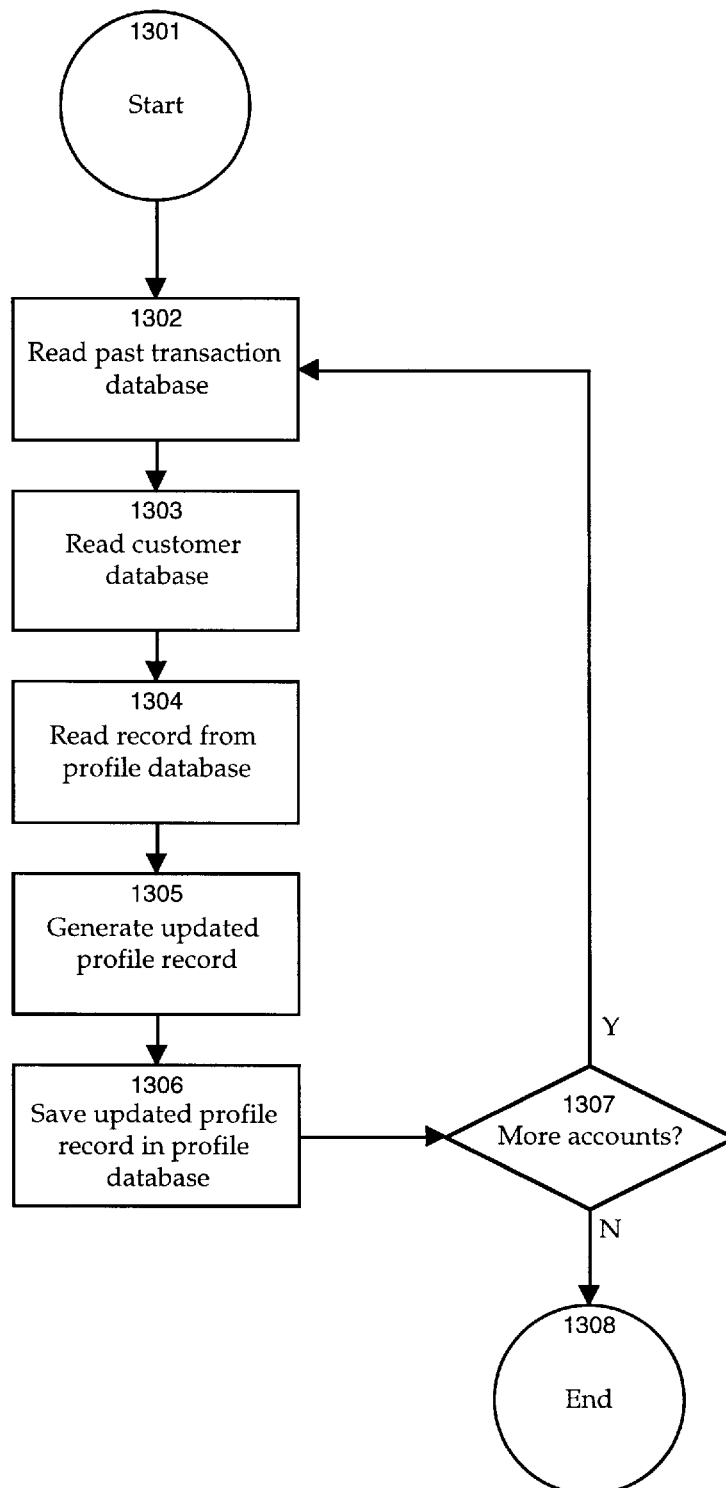 1301
Start
1302
Read past transaction
database
1303
Read customer
database
1304
Read record from
profile database
1305
Generate updated
profile record
1306
Save updated profile
record in profile
database
Y
1307
More accounts?
N
1308
End